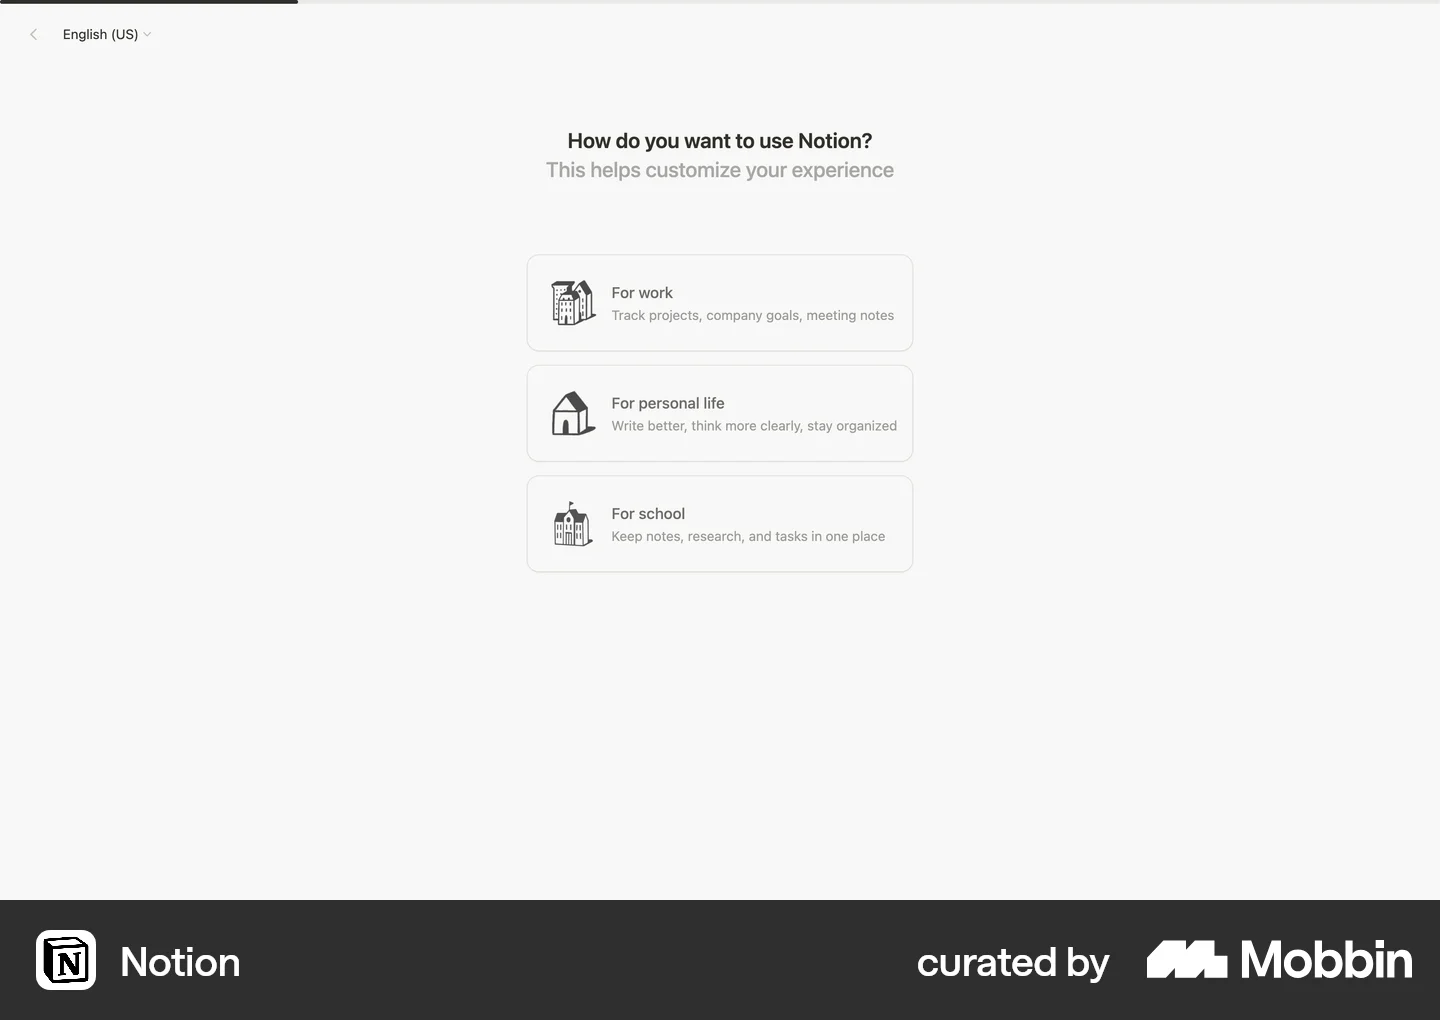 English (US)
How do you want to use Notion?
This helps customize your experience
For work
Track projects, company goals, meeting notes
For personal life
Write better, think more clearly, stay organized
For school
Keep notes, research, and tasks in one place
N
Notion
curated by
Mobbin